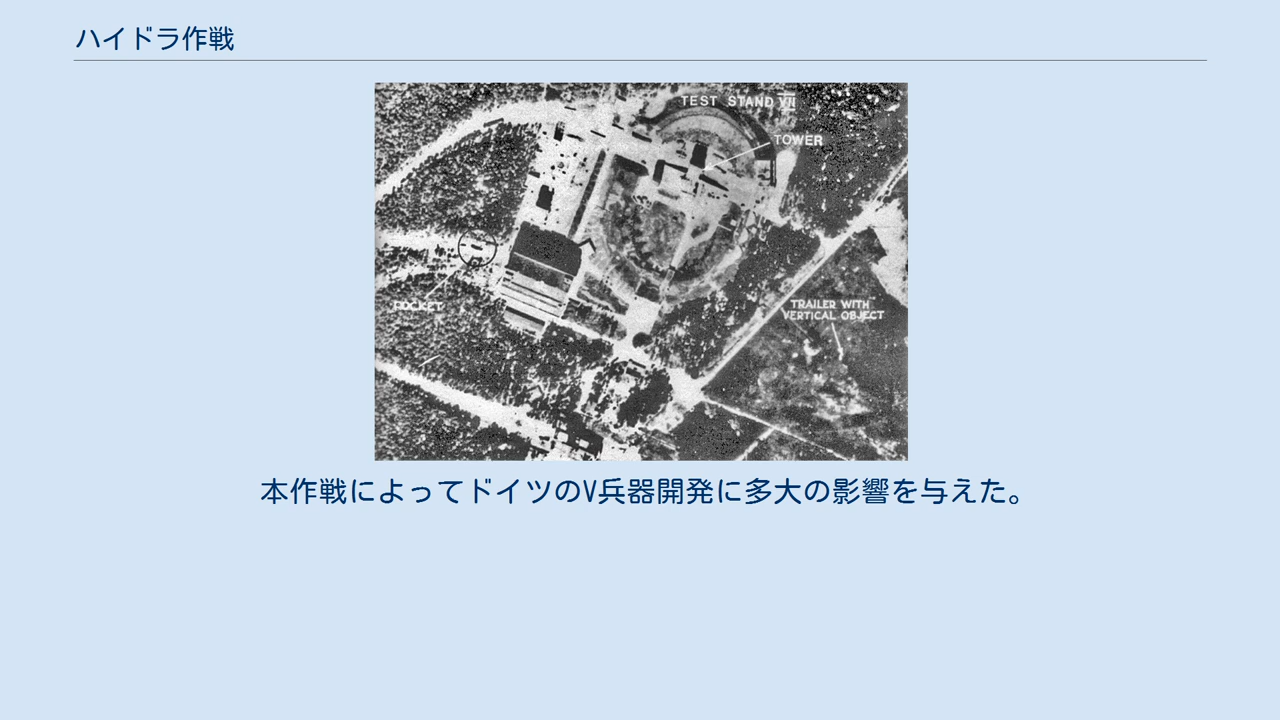 ハイドラ作戦
TEST STAND VII
TOWER
ROCKET
TRAILER WITH
VERTICAL OBJECT
本作戦によってドイツのV兵器開発に多大の影響を与えた。